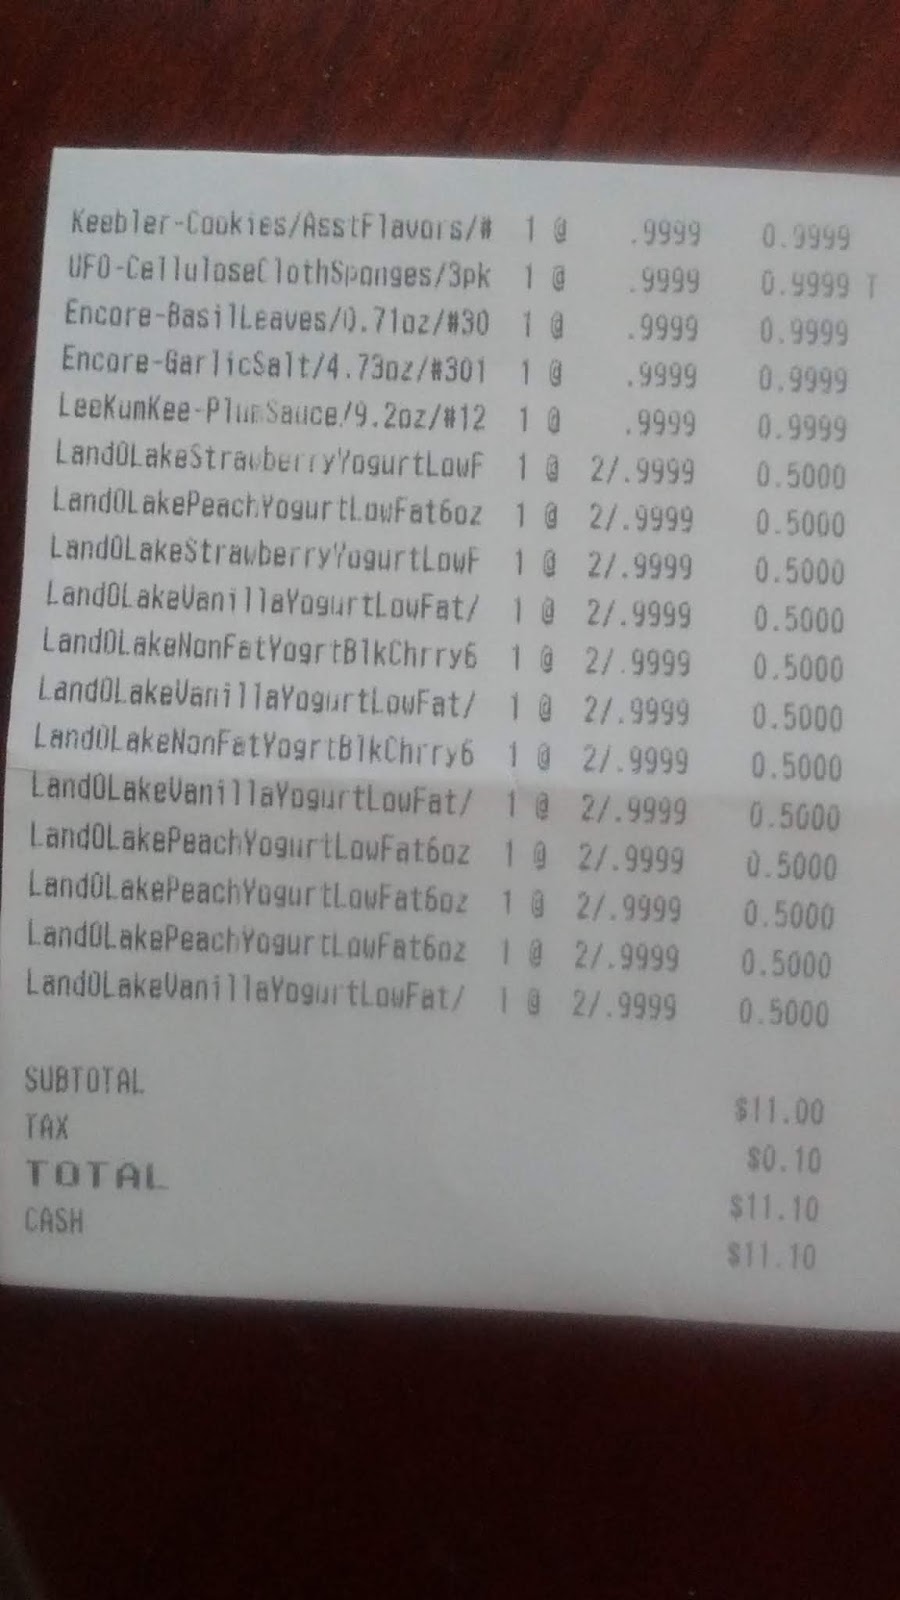 Keebler-Cookies/AsstFlavors/# 1 @ .9999 0.9999
UFO-CelluloseClothSponges/3pk 1 @ .9999 0.9999 T
Encore-BasilLeaves/0.71oz/#30 1 @ .9999 0.9999
Encore-GarlicSalt/4.73oz/#301 1 @ .9999 0.9999
LeeKumKee-PlumSauce/9.2oz/#12 1 @ .9999 0.9999
LandOLakeStrawberryYogurtLowF 1 @ 2/.9999 0.5000
LandOLakePeachYogurtLowFat6oz 1 @ 2/.9999 0.5000
LandOLakeStrawberryYogurtLowF 1 @ 2/.9999 0.5000
LandOLakeVanillaYogurtLowFat/ 1 @ 2/.9999 0.5000
LandOLakeNonFatYogrtBlkChrry6 1 @ 2/.9999 0.5000
LandOLakeVanillaYogurtLowFat/ 1 @ 2/.9999 0.5000
LandOLakeNonFatYogrtBlkChrry6 1 @ 2/.9999 0.5000
LandOLakeVanillaYogurtLowFat/ 1 @ 2/.9999 0.5000
LandOLakePeachYogurtLowFat6oz 1 @ 2/.9999 0.5000
LandOLakePeachYogurtLowFat6oz 1 @ 2/.9999 0.5000
LandOLakePeachYogurtLowFat6oz 1 @ 2/.9999 0.5000
LandOLakeVanillaYogurtLowFat/ 1 @ 2/.9999 0.5000
SUBTOTAL $11.00
TAX $0.10
TOTAL $11.10
CASH $11.10